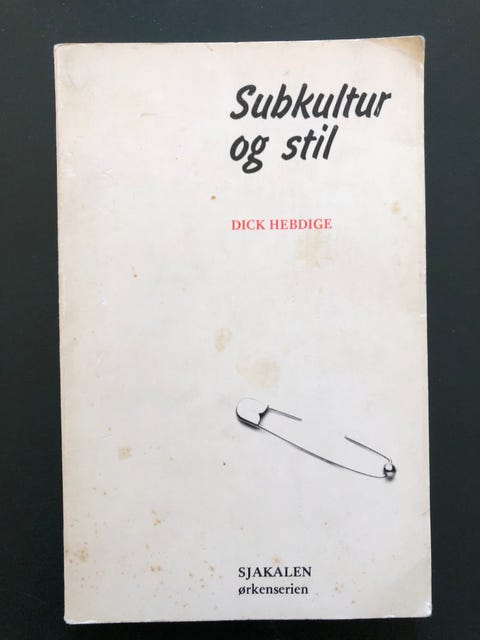 Subkultur
og stil
DICK HEBDIGE
SJAKALEN
ørkenserien